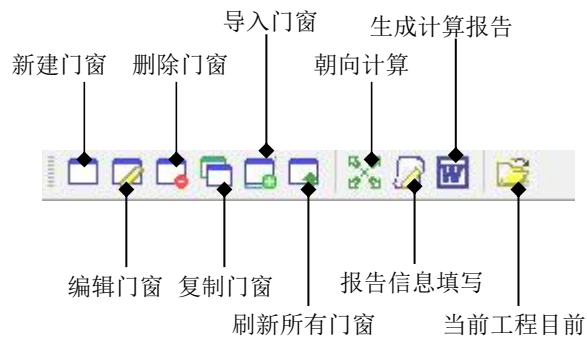 导入门窗
生成计算报告
新建门窗
删除门窗
朝向计算
W
编辑门窗
复制门窗
报告信息填写
刷新所有门窗
当前工程目前